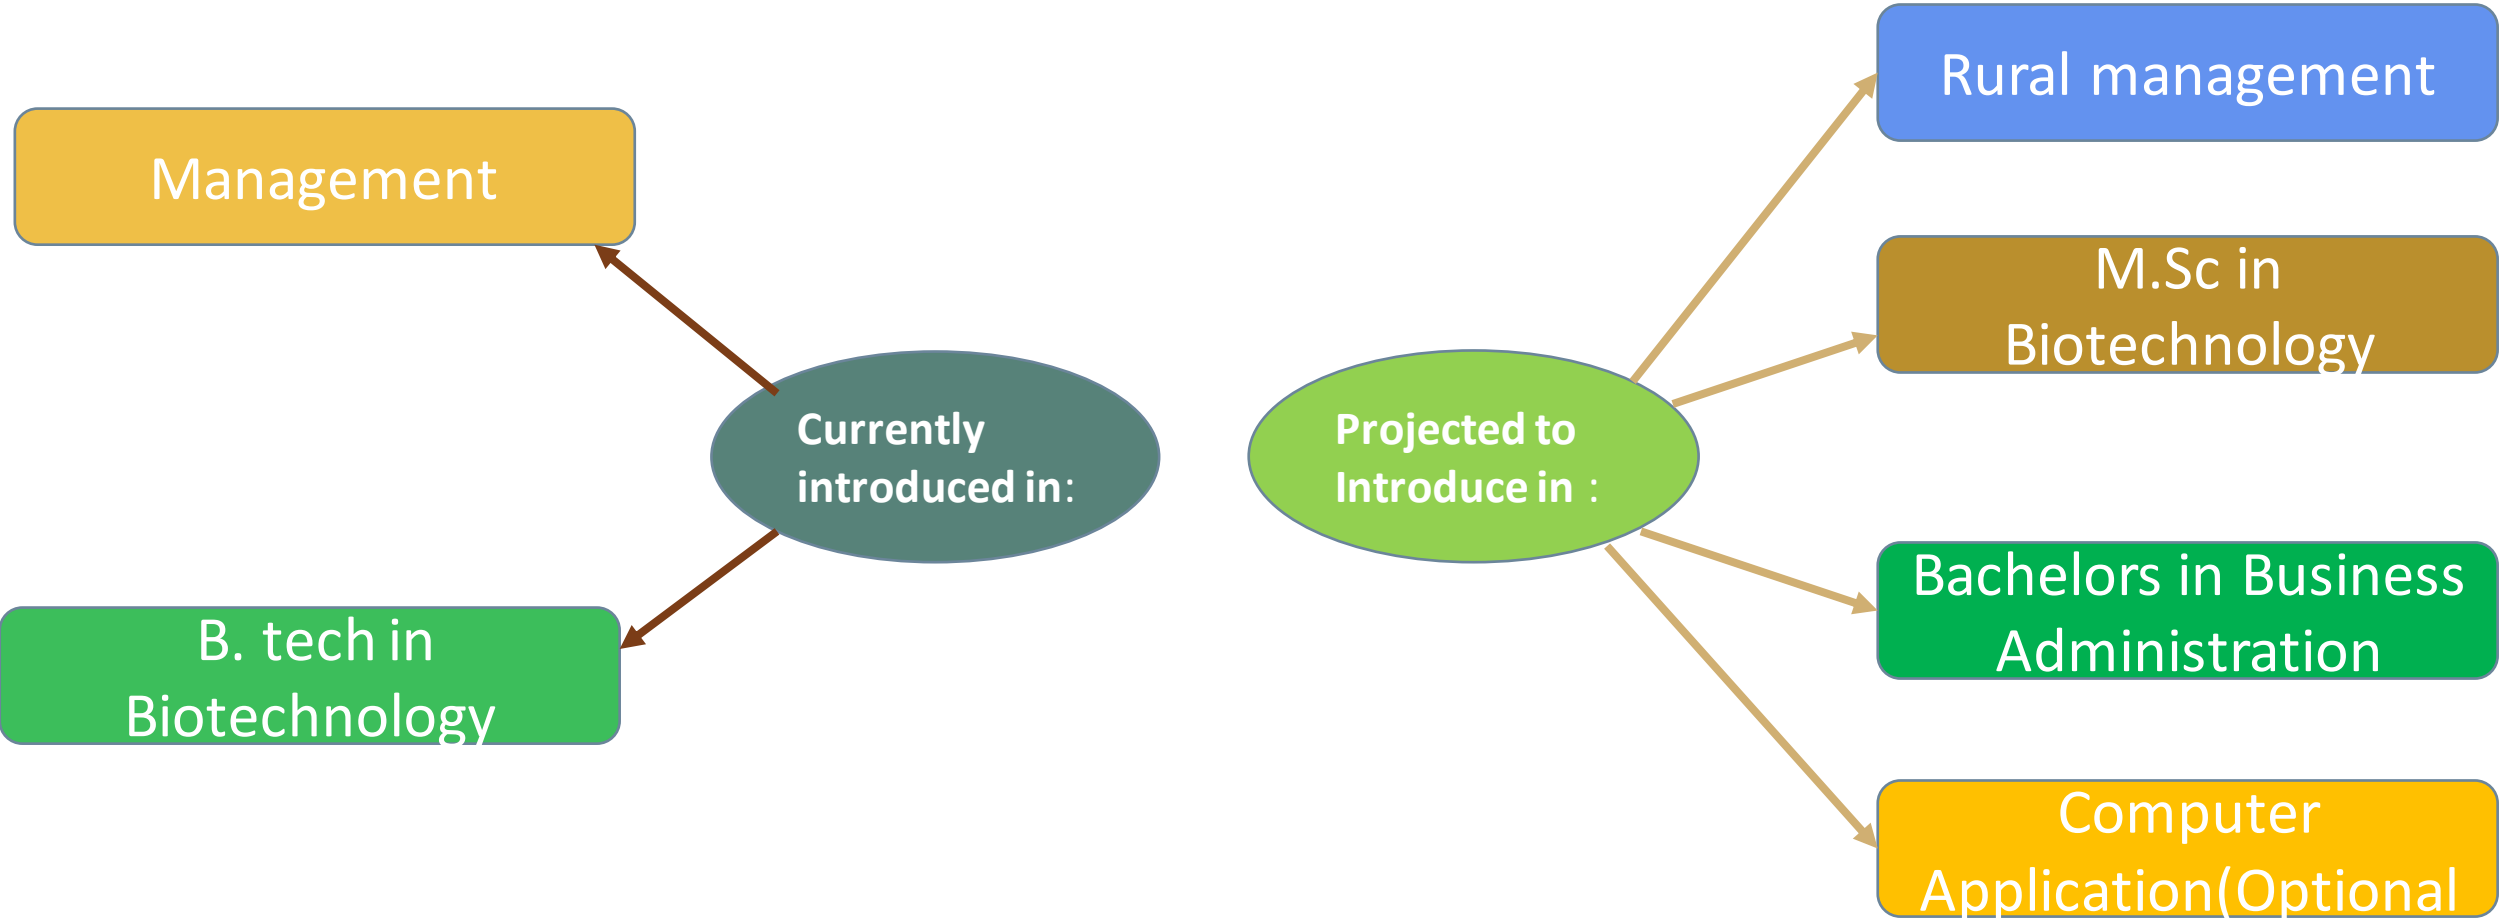 Management
B. tech in
Biotechnology
Currently
introduced in:
Projected to
Introduce in :
Rural management
M.Sc in
Biotechnology
Bachelors in Business
Administration
Computer
Application(Optional